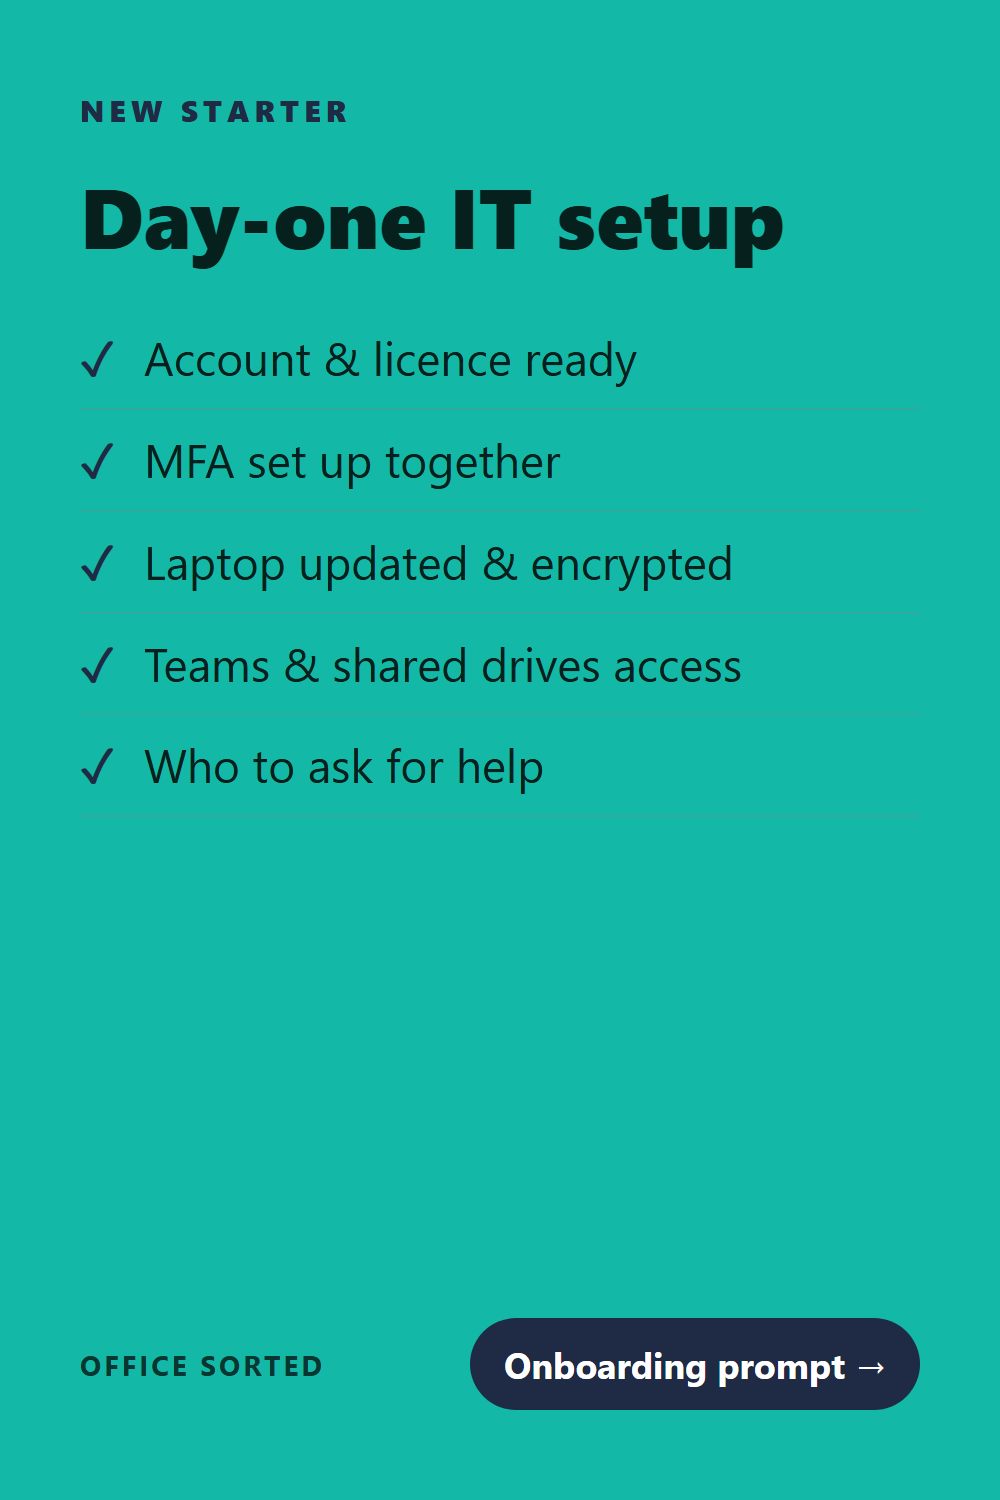 NEW STARTER
Day-one IT setup
✓ Account & licence ready
✓ MFA set up together
✓ Laptop updated & encrypted
✓ Teams & shared drives access
✓ Who to ask for help
OFFICE SORTED
Onboarding prompt →